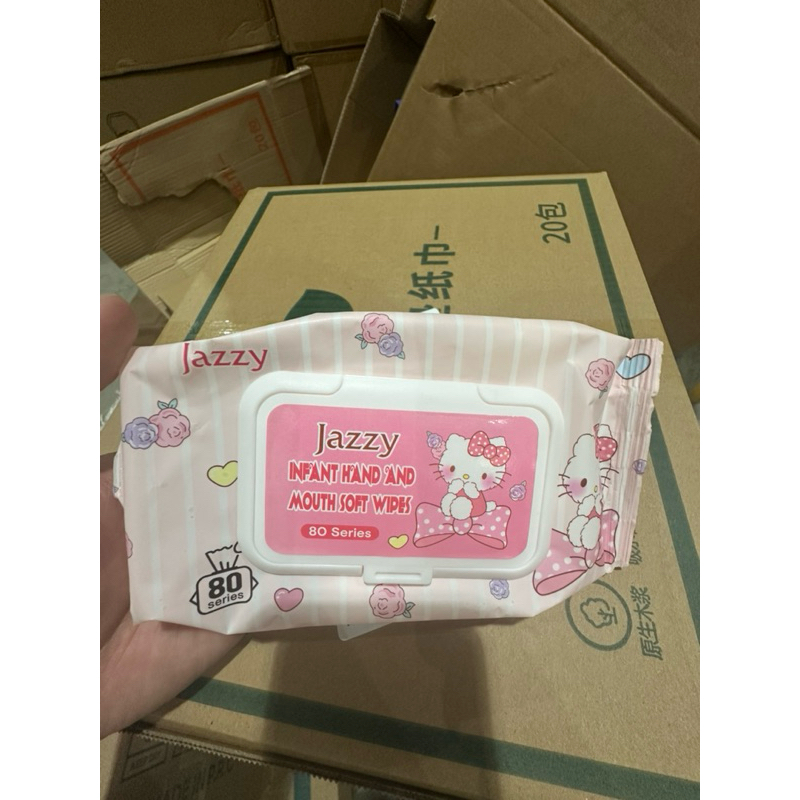 20包
纸巾
Jazzy
Jazzy
INFANT HAND AND
MOUTH SOFT WIPES
80 Series
80
series
原生木浆